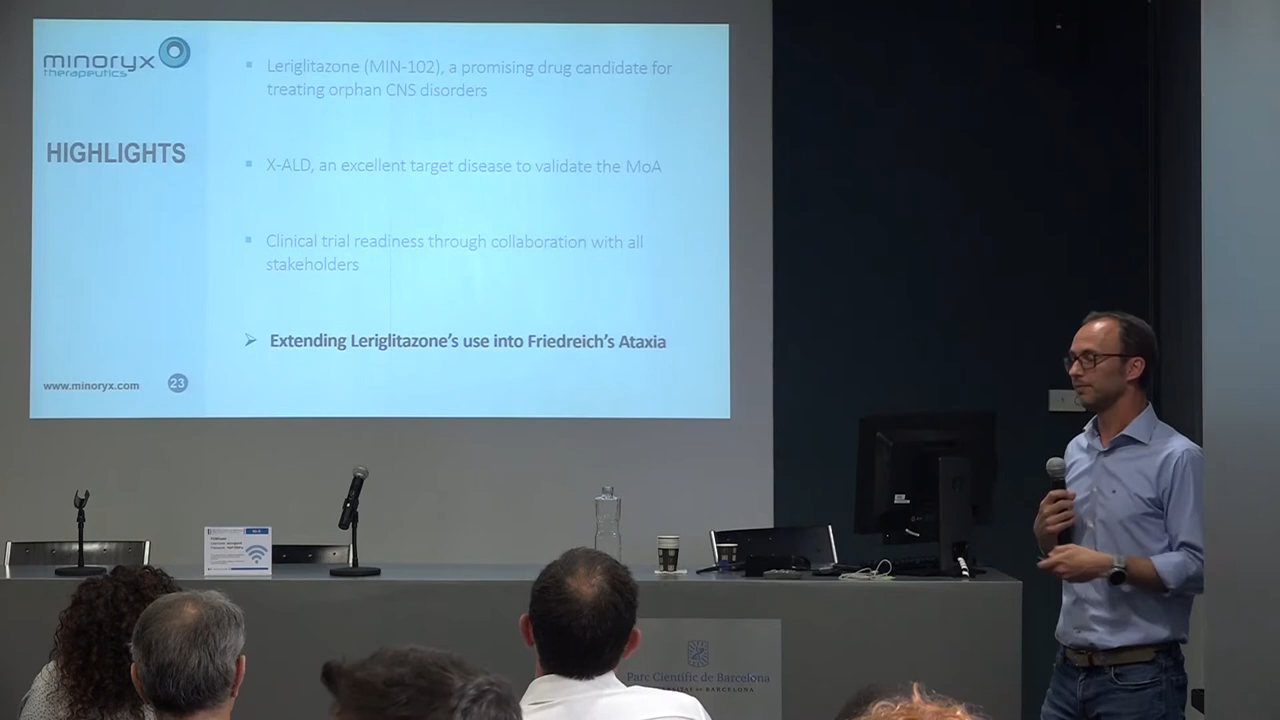 minoryx
therapeutics
HIGHLIGHTS
Leriglitazone (MIN-102), a promising drug candidate for
treating orphan CNS disorders
X-ALD, an excellent target disease to validate the MoA
Clinical trial readiness through collaboration with all
stakeholders
Extending Leriglitazone's use into Friedreich's Ataxia
www.minoryx.com
23
Parc Científic de Barcelona